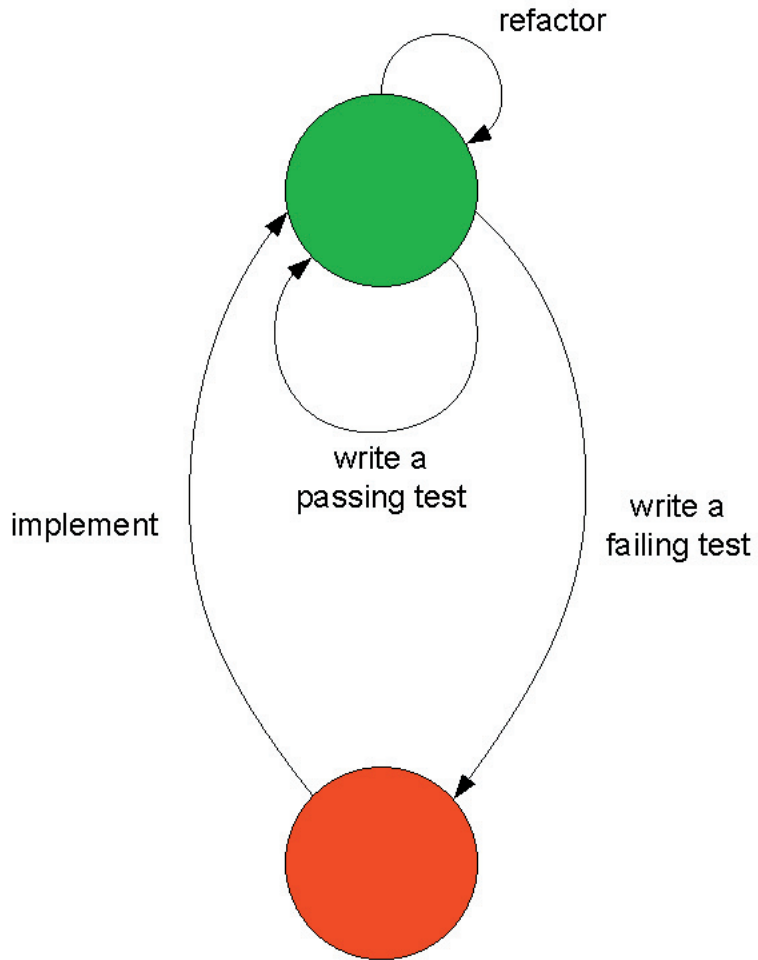 refactor
write a
passing test
implement
write a
failing test